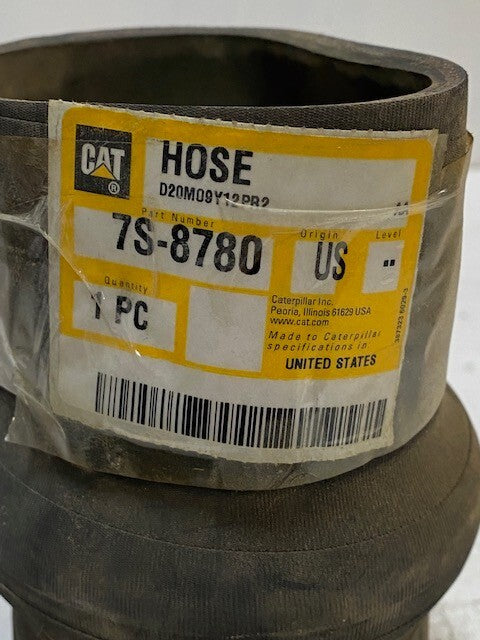 CAT
®
HOSE
D20M09Y12PR2
Part Number
7S-8780
Origin
US
Level
--
Quantity
1 PC
Caterpillar Inc.
Peoria, Illinois 61629 USA
www.cat.com
Made to Caterpillar
specifications in
UNITED STATES